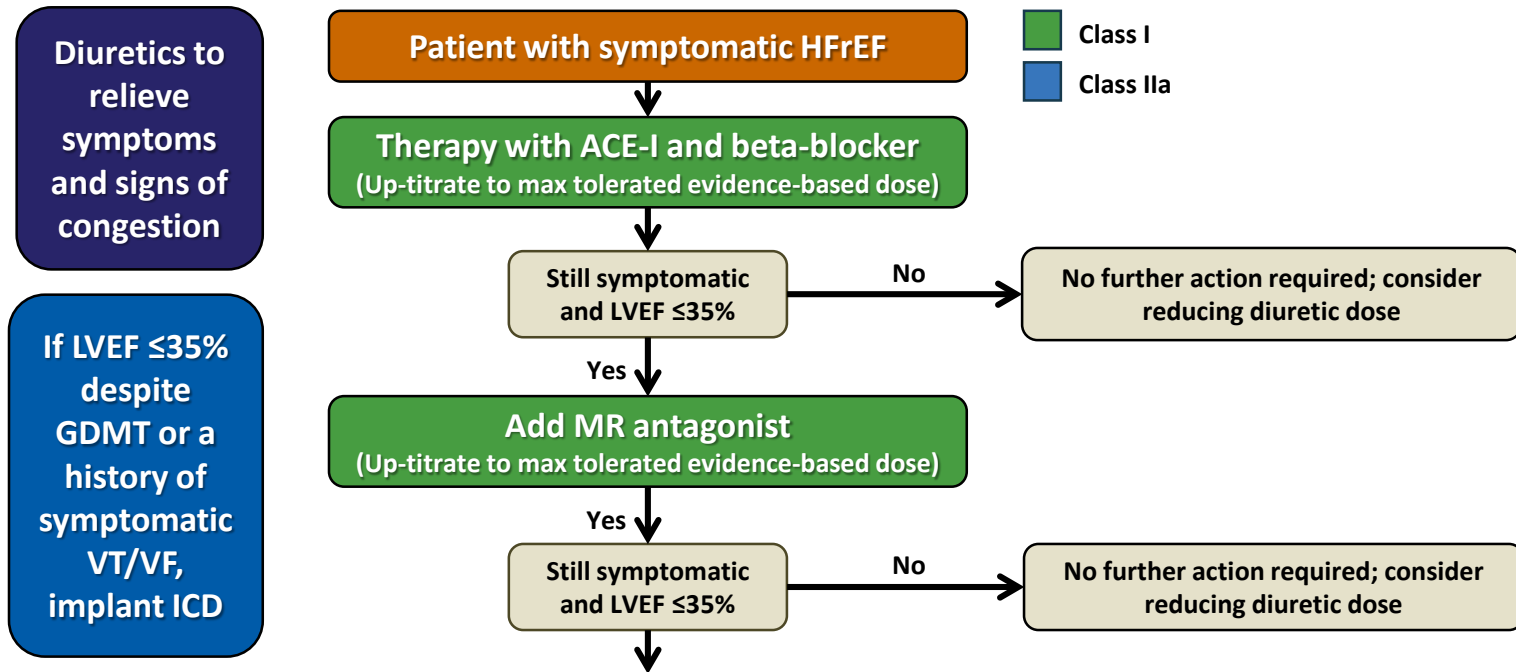 Diuretics to
relieve
symptoms
and signs of
congestion
If LVEF ≤35%
despite
GDMT or a
history of
symptomatic
VT/VF,
implant ICD
Patient with symptomatic HFrEF
Therapy with ACE-I and beta-blocker
(Up-titrate to max tolerated evidence-based dose)
Still symptomatic
and LVEF ≤35%
No
No further action required; consider
reducing diuretic dose
Yes
Add MR antagonist
(Up-titrate to max tolerated evidence-based dose)
Yes
Still symptomatic
and LVEF ≤35%
No
No further action required; consider
reducing diuretic dose
Class I
Class IIa